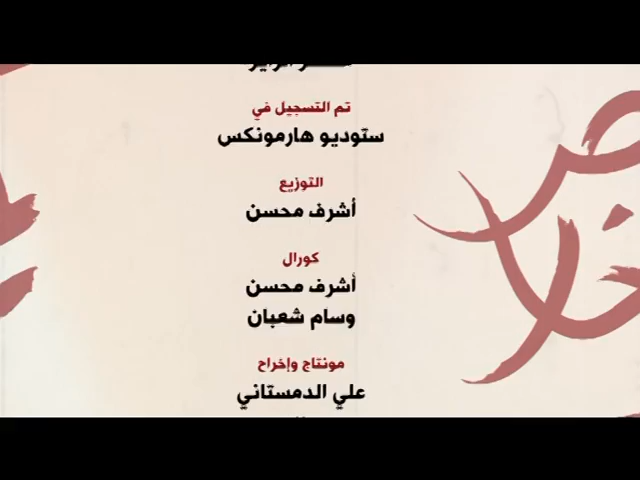 تم التسجيل في
ستوديو هارمونكس
التوزيع
أشرف محسن
كورال
أشرف محسن
وسام شعبان
مونتاج وإخراج
علي الدمستاني